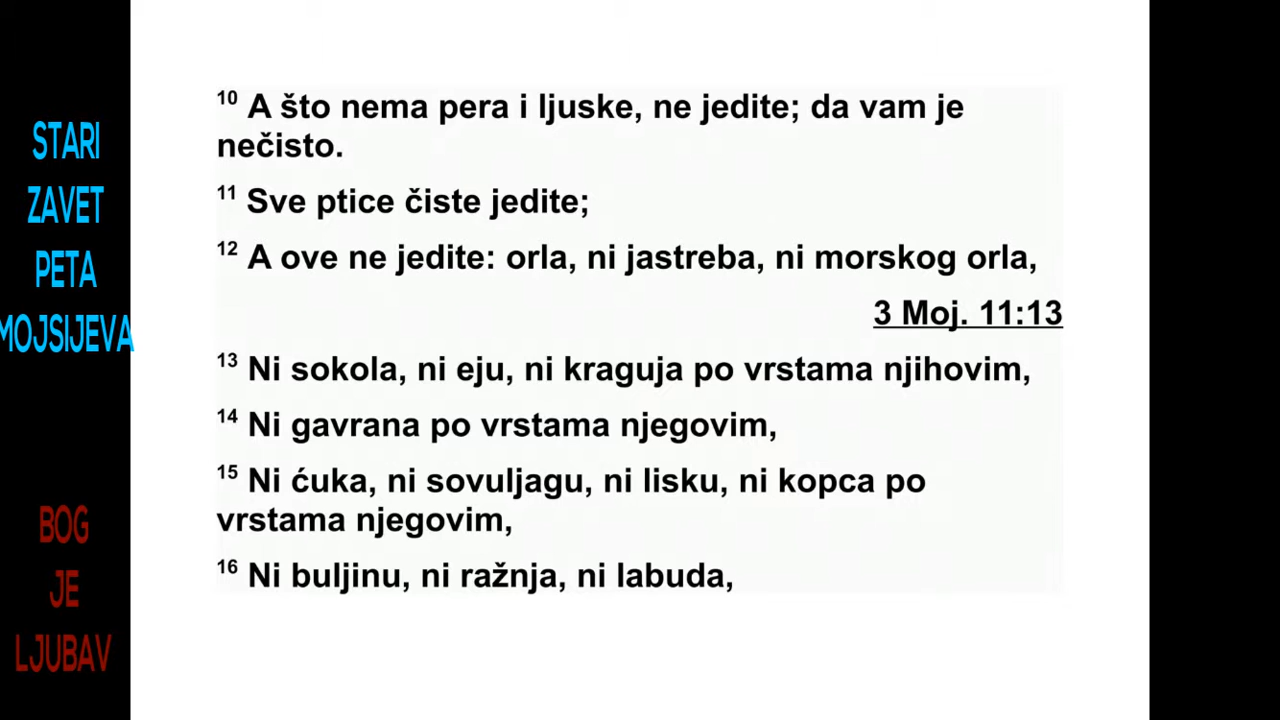 STARI
ZAVET
PETA
MOJSIJEVA
BOG
JE
LJUBAV
10 A što nema pera i ljuske, ne jedite; da vam je
nečisto.
11 Sve ptice čiste jedite;
12 A ove ne jedite: orla, ni jastreba, ni morskog orla,
3 Moj. 11:13
13 Ni sokola, ni eju, ni kraguja po vrstama njihovim,
14 Ni gavrana po vrstama njegovim,
15 Ni ćuka, ni sovuljagu, ni lisku, ni kopca po
vrstama njegovim,
16 Ni buljinu, ni ražnja, ni labuda,